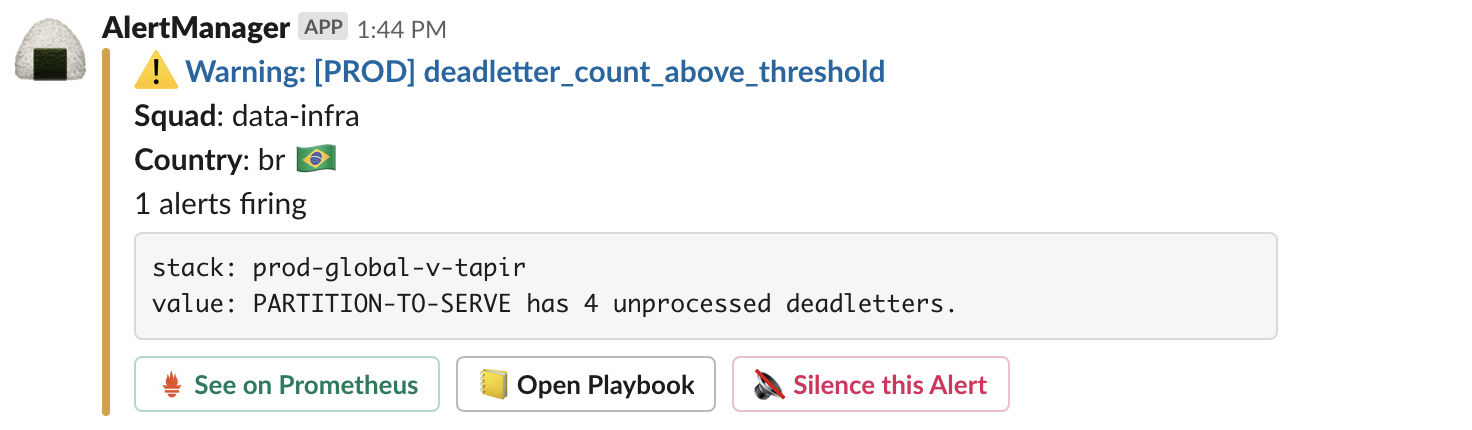 AlertManager APP 1:44 PM
⚠️ Warning: [PROD] deadletter_count_above_threshold
Squad: data-infra
Country: br 🇧🇷
1 alerts firing
stack: prod-global-v-tapir
value: PARTITION-TO-SERVE has 4 unprocessed deadletters.
See on Prometheus Open Playbook Silence this Alert